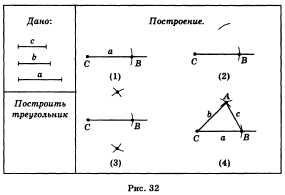 Дано:
c
b
a
Построить
треугольник
Построение.
a
C
B
(1)
C
B
(2)
C
B
(3)
A
b
c
C
a
B
(4)
Рис. 32